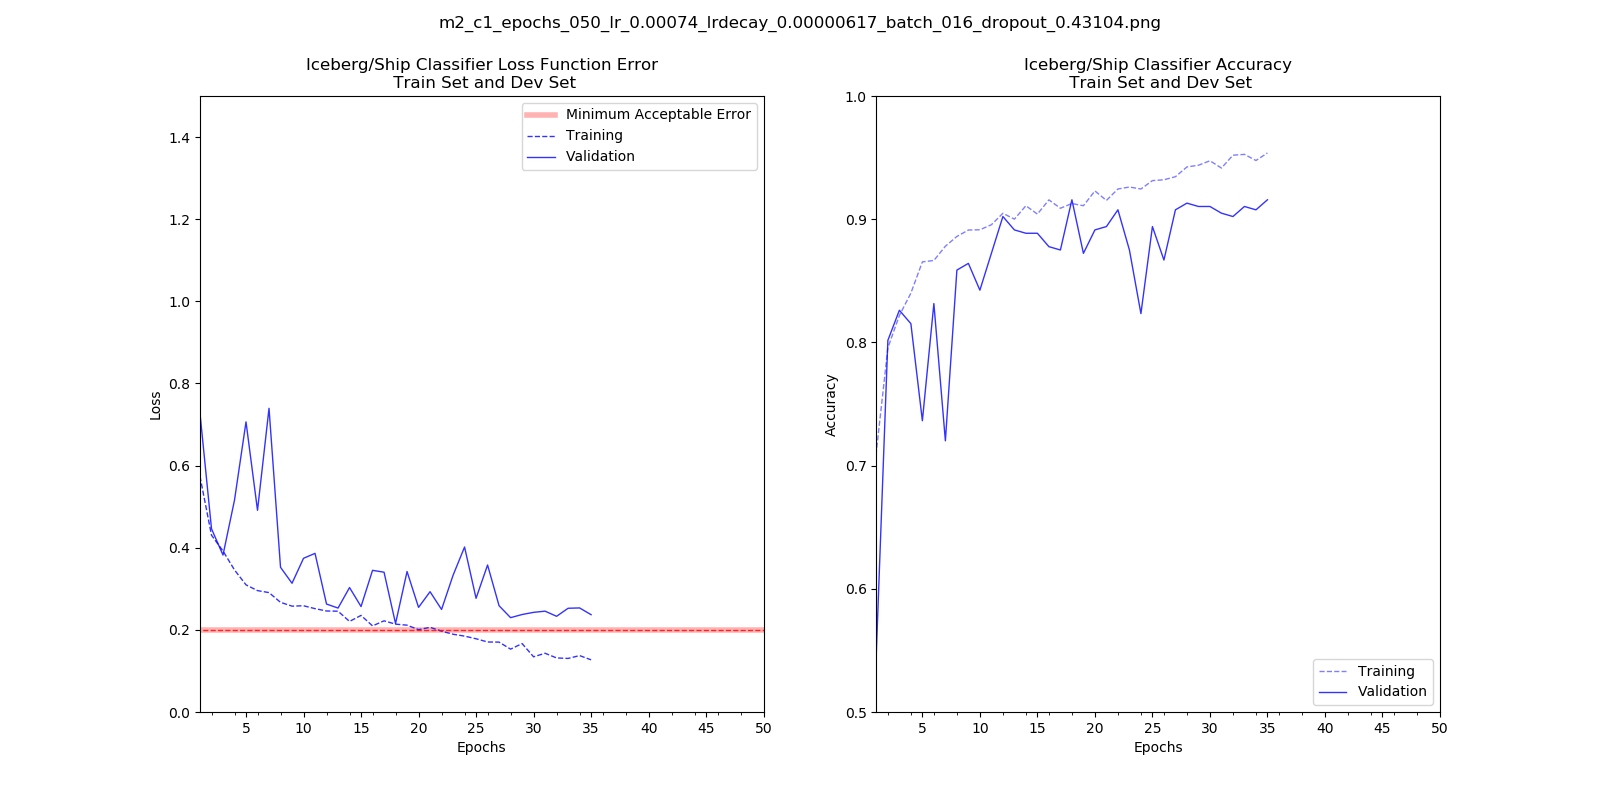 m2_c1_epochs_050_lr_0.00074_lrdecay_0.00000617_batch_016_dropout_0.43104.png
Iceberg/Ship Classifier Loss Function Error
Train Set and Dev Set
Minimum Acceptable Error
Training
Validation
1.4
1.2
1.0
0.8
0.6
0.4
0.2
0.0
Loss
5 10 15 20 25 30 35 40 45 50
Epochs
Iceberg/Ship Classifier Accuracy
Train Set and Dev Set
1.0
0.9
0.8
0.7
0.6
0.5
Accuracy
Training
Validation
5 10 15 20 25 30 35 40 45 50
Epochs